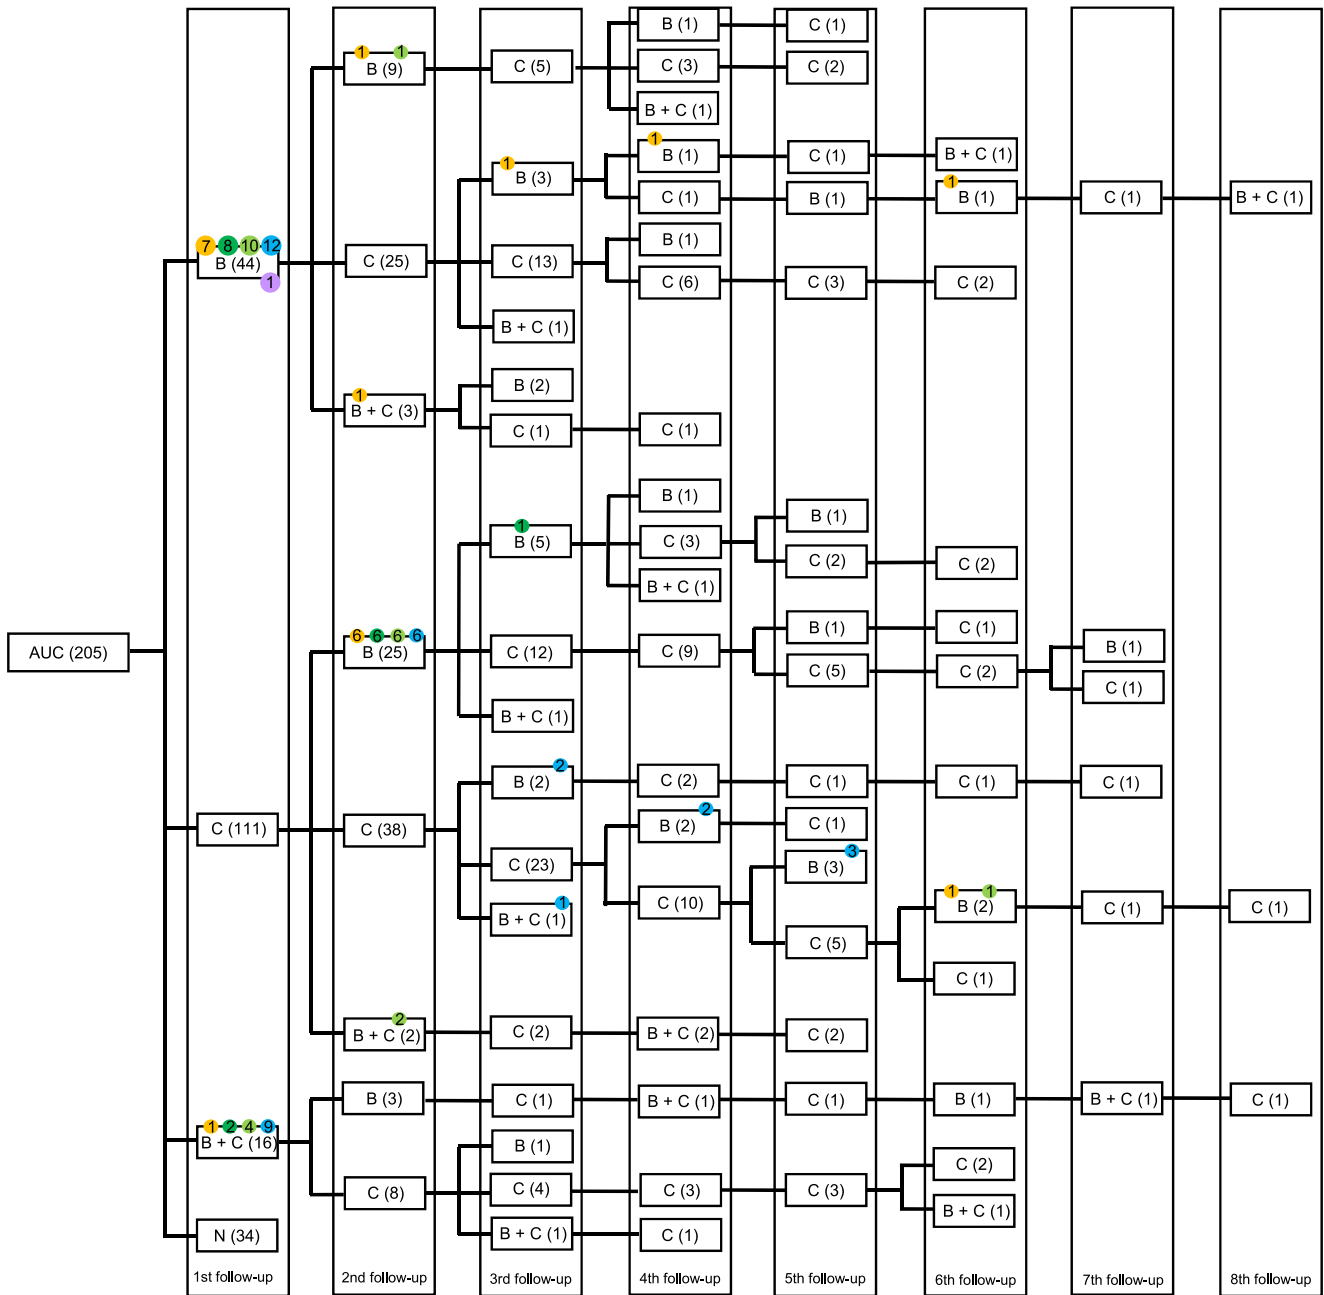 AUC (205)
7 8 10 12
B (44)
1
C (111)
1 2 4 9
B + C (16)
N (34)
1st follow-up
1 1
B (9)
C (25)
1
B + C (3)
6 6 6 6
B (25)
C (38)
2
B + C (2)
B (3)
C (8)
2nd follow-up
C (5)
1
B (3)
C (13)
B + C (1)
B (2)
C (1)
1
B (5)
C (12)
B + C (1)
2
B (2)
C (23)
1
B + C (1)
C (2)
C (1)
B (1)
C (4)
B + C (1)
3rd follow-up
B (1)
C (3)
B + C (1)
1
B (1)
C (1)
B (1)
C (6)
C (1)
B (1)
C (3)
B + C (1)
C (9)
C (2)
2
B (2)
C (10)
B + C (2)
B + C (1)
C (3)
C (1)
4th follow-up
C (1)
C (2)
C (1)
B (1)
C (3)
B (1)
C (2)
B (1)
C (5)
C (1)
C (1)
3
B (3)
C (5)
C (2)
C (1)
C (3)
5th follow-up
B + C (1)
1
B (1)
C (2)
C (2)
C (1)
C (2)
C (1)
1 1
B (2)
C (1)
B (1)
C (2)
B + C (1)
6th follow-up
C (1)
B (1)
C (1)
C (1)
C (1)
B + C (1)
7th follow-up
B + C (1)
C (1)
C (1)
8th follow-up